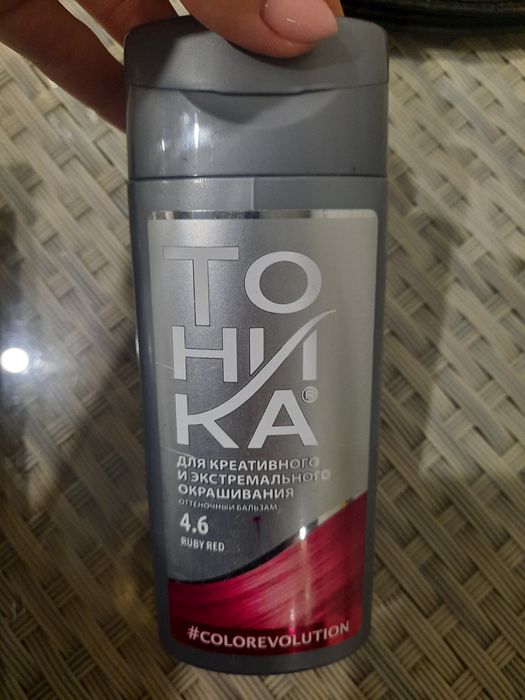 ТО
НИ
КА®
ДЛЯ КРЕАТИВНОГО
И ЭКСТРЕМАЛЬНОГО
ОКРАШИВАНИЯ
ОТТЕНОЧНЫЙ БАЛЬЗАМ
4.6
RUBY RED
#COLOREVOLUTION